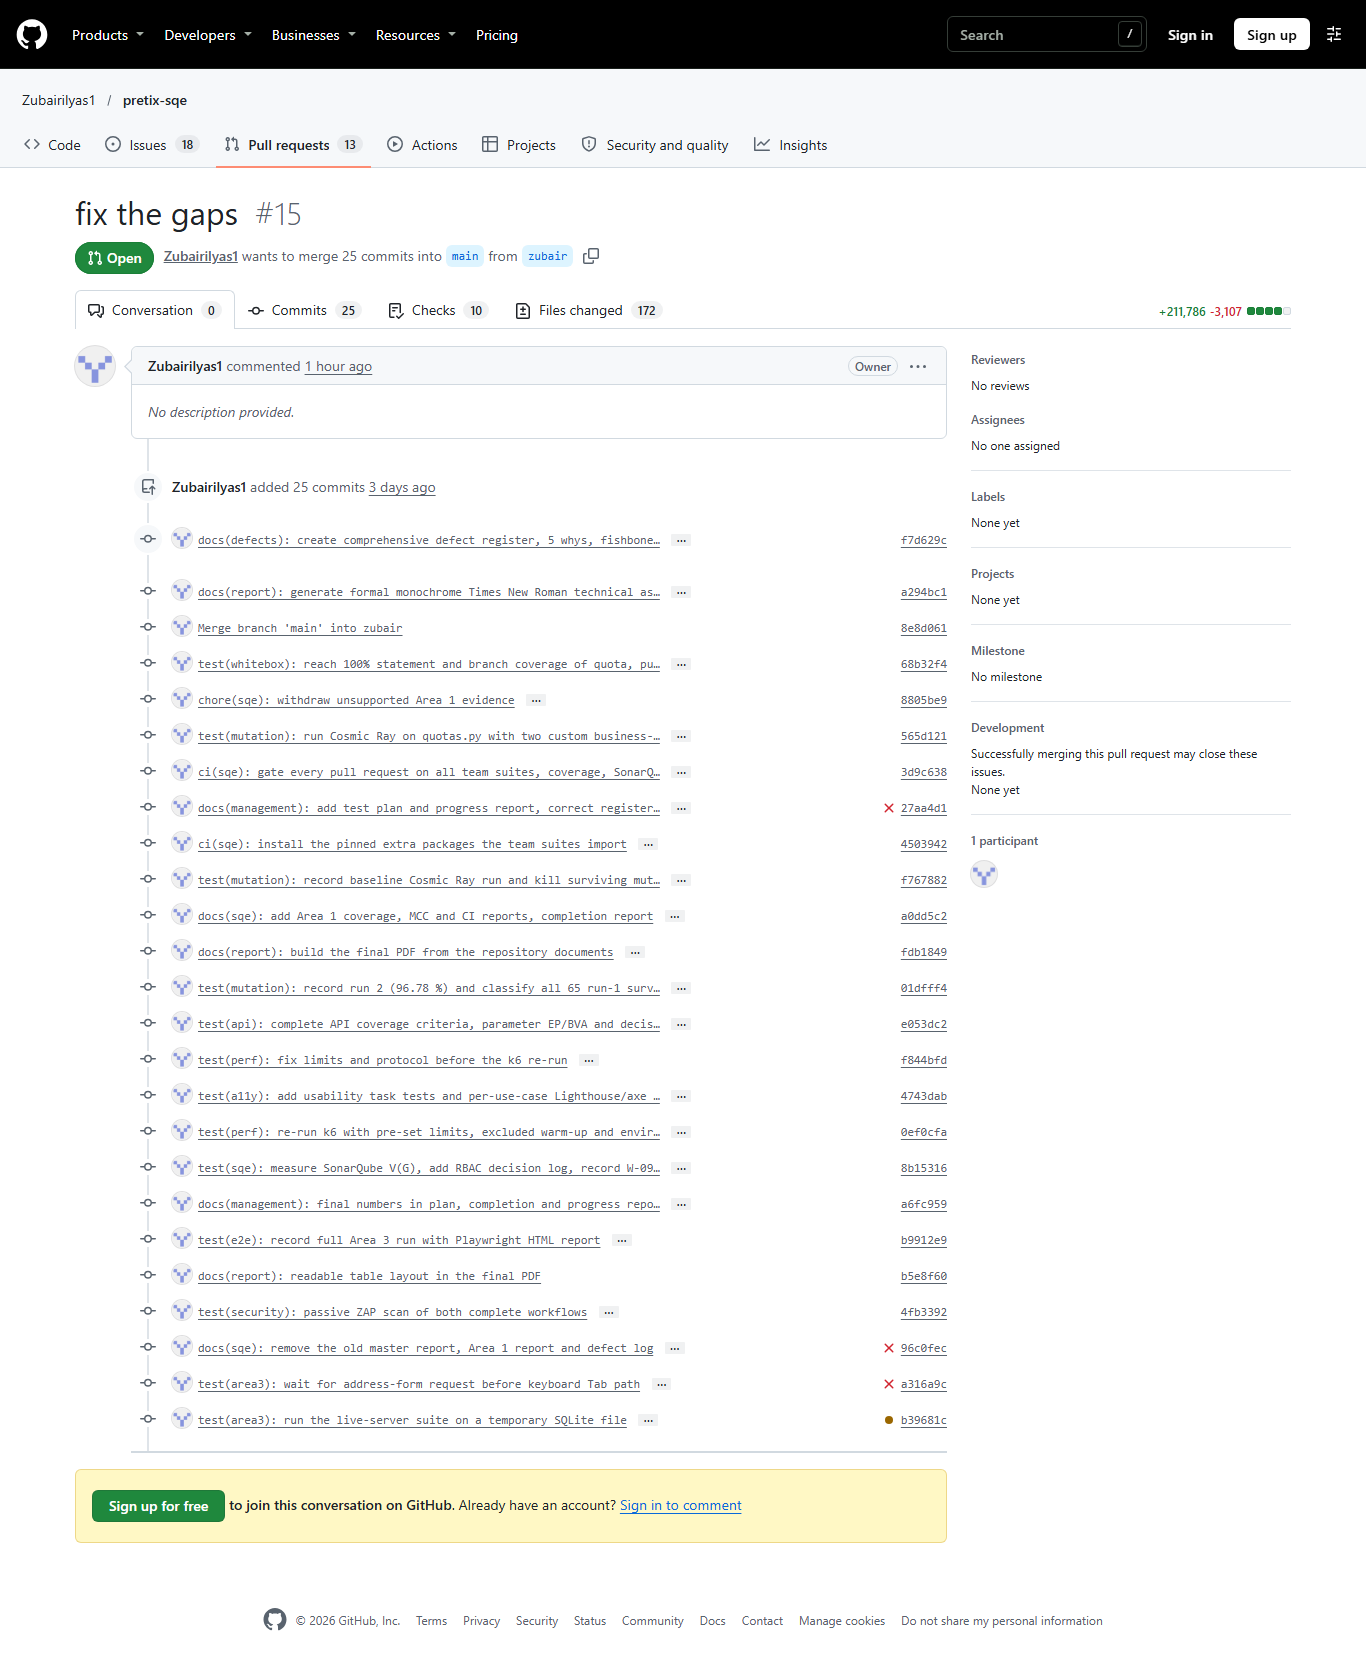 Products Developers Businesses Resources Pricing Search / Sign in Sign up
Zubairilyas1 / pretix-sqe
Code Issues 18 Pull requests 13 Actions Projects Security and quality Insights
fix the gaps #15
Open Zubairilyas1 wants to merge 25 commits into main from zubair
Conversation 0 Commits 25 Checks 10 Files changed 172 +211,786 -3,107
Zubairilyas1 commented 1 hour ago Owner ...
No description provided.
Zubairilyas1 added 25 commits 3 days ago
docs(defects): create comprehensive defect register, 5 whys, fishbone… … f7d629c
docs(report): generate formal monochrome Times New Roman technical as… … a294bc1
Merge branch 'main' into zubair 8e8d061
test(whitebox): reach 100% statement and branch coverage of quota, pu… … 68b32f4
chore(sqe): withdraw unsupported Area 1 evidence … 8805be9
test(mutation): run Cosmic Ray on quotas.py with two custom business-… … 565d121
ci(sqe): gate every pull request on all team suites, coverage, SonarQ… … 3d9c638
docs(management): add test plan and progress report, correct register… … 27aa4d1
ci(sqe): install the pinned extra packages the team suites import … 4503942
test(mutation): record baseline Cosmic Ray run and kill surviving mut… … f767882
docs(sqe): add Area 1 coverage, MCC and CI reports, completion report … a0dd5c2
docs(report): build the final PDF from the repository documents … fdb1849
test(mutation): record run 2 (96.78 %) and classify all 65 run-1 surv… … 01dfff4
test(api): complete API coverage criteria, parameter EP/BVA and decis… … e053dc2
test(perf): fix limits and protocol before the k6 re-run … f844bfd
test(a11y): add usability task tests and per-use-case Lighthouse/axe … … 4743dab
test(perf): re-run k6 with pre-set limits, excluded warm-up and envir… … 0ef0cfa
test(sqe): measure SonarQube V(G), add RBAC decision log, record W-09… … 8b15316
docs(management): final numbers in plan, completion and progress repo… … a6fc959
test(e2e): record full Area 3 run with Playwright HTML report … b9912e9
docs(report): readable table layout in the final PDF b5e8f60
test(security): passive ZAP scan of both complete workflows … 4fb3392
docs(sqe): remove the old master report, Area 1 report and defect log … 96c0fec
test(area3): wait for address-form request before keyboard Tab path … a316a9c
test(area3): run the live-server suite on a temporary SQLite file … b39681c
Reviewers
No reviews
Assignees
No one assigned
Labels
None yet
Projects
None yet
Milestone
No milestone
Development
Successfully merging this pull request may close these
issues.
None yet
1 participant
Sign up for free to join this conversation on GitHub. Already have an account? Sign in to comment
© 2026 GitHub, Inc. Terms Privacy Security Status Community Docs Contact Manage cookies Do not share my personal information